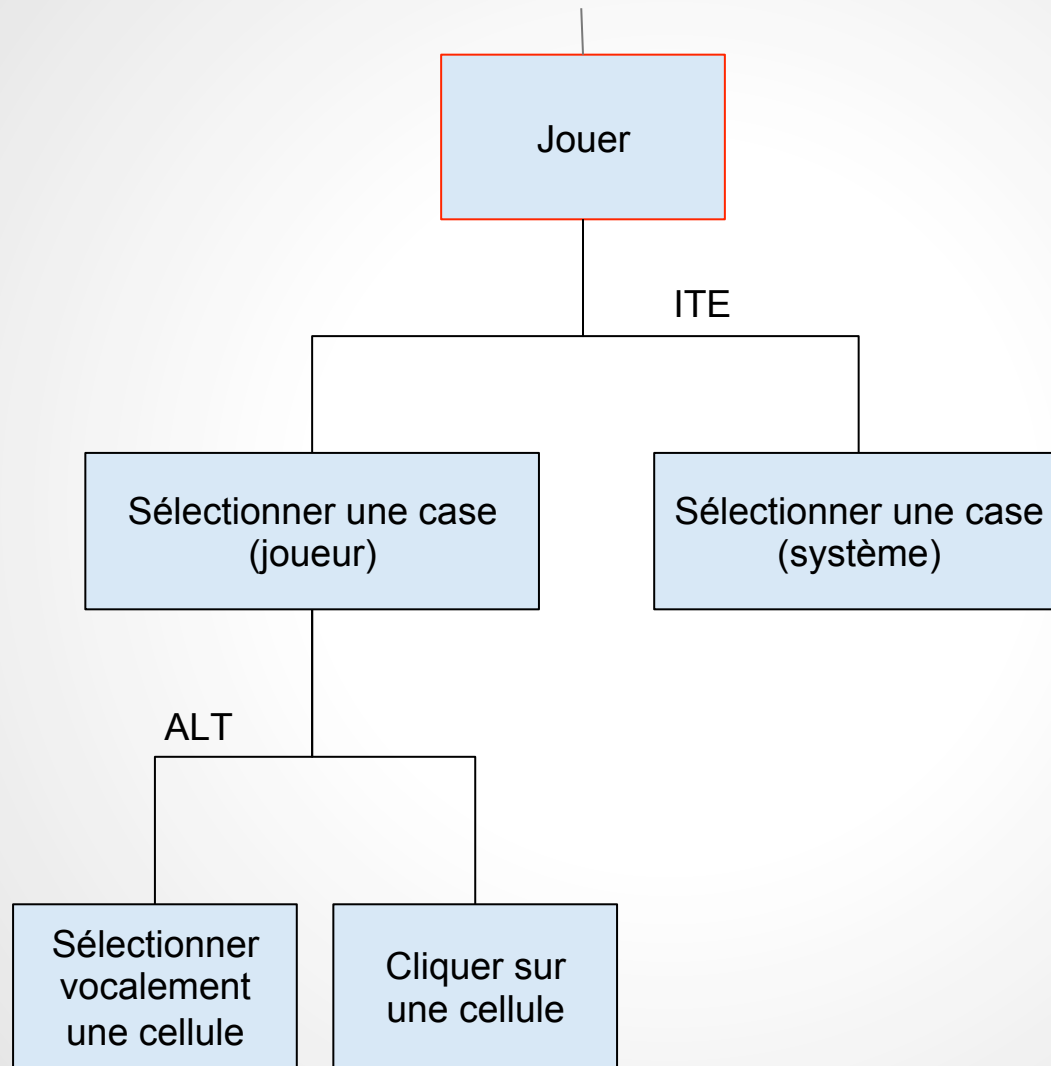 Jouer
ITE
Sélectionner une case
(joueur)
Sélectionner une case
(système)
ALT
Sélectionner
vocalement
une cellule
Cliquer sur
une cellule